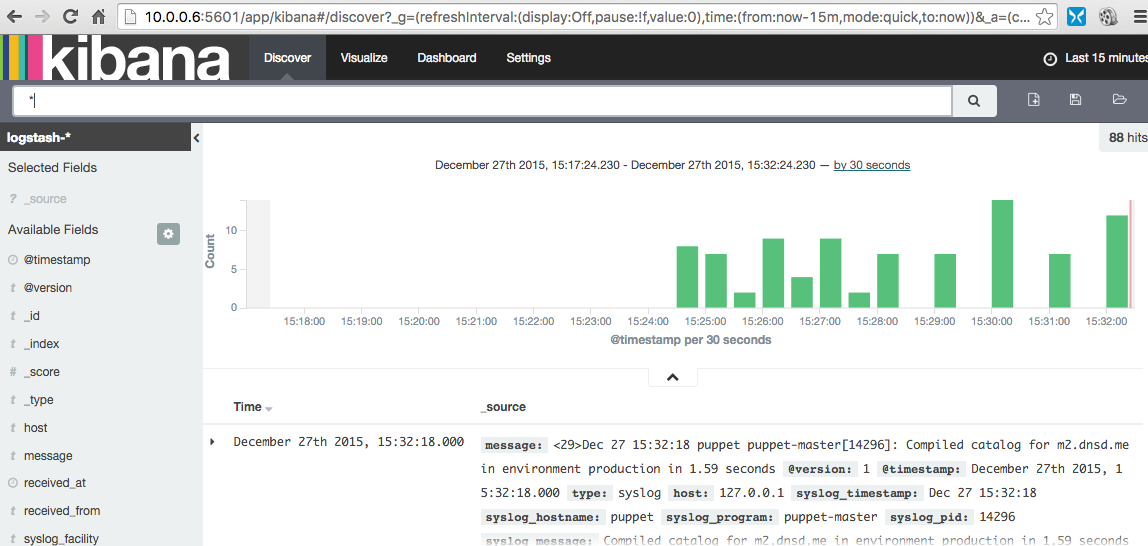 10.0.0.6:5601/app/kibana#/discover?_g=(refreshInterval:(display:Off,pause:!f,value:0),time:(from:now-15m,mode:quick,to:now))&_a=(c...
kibana Discover Visualize Dashboard Settings Last 15 minutes
*
logstash-* 88 hits
Selected Fields December 27th 2015, 15:17:24.230 - December 27th 2015, 15:32:24.230 — by 30 seconds
? _source
Available Fields
@timestamp
t @version
t _id
t _index
# _score
t _type
t host
t message
received_at
t received_from
t syslog_facility
Count
10
5
0
15:18:00 15:19:00 15:20:00 15:21:00 15:22:00 15:23:00 15:24:00 15:25:00 15:26:00 15:27:00 15:28:00 15:29:00 15:30:00 15:31:00 15:32:00
@timestamp per 30 seconds
Time _source
December 27th 2015, 15:32:18.000 message: <29>Dec 27 15:32:18 puppet puppet-master[14296]: Compiled catalog for m2.dnsd.me
in environment production in 1.59 seconds @version: 1 @timestamp: December 27th 2015, 1
5:32:18.000 type: syslog host: 127.0.0.1 syslog_timestamp: Dec 27 15:32:18
syslog_hostname: puppet syslog_program: puppet-master syslog_pid: 14296
syslog_message: Compiled catalog for m2.dnsd.me in environment production in 1.59 seconds